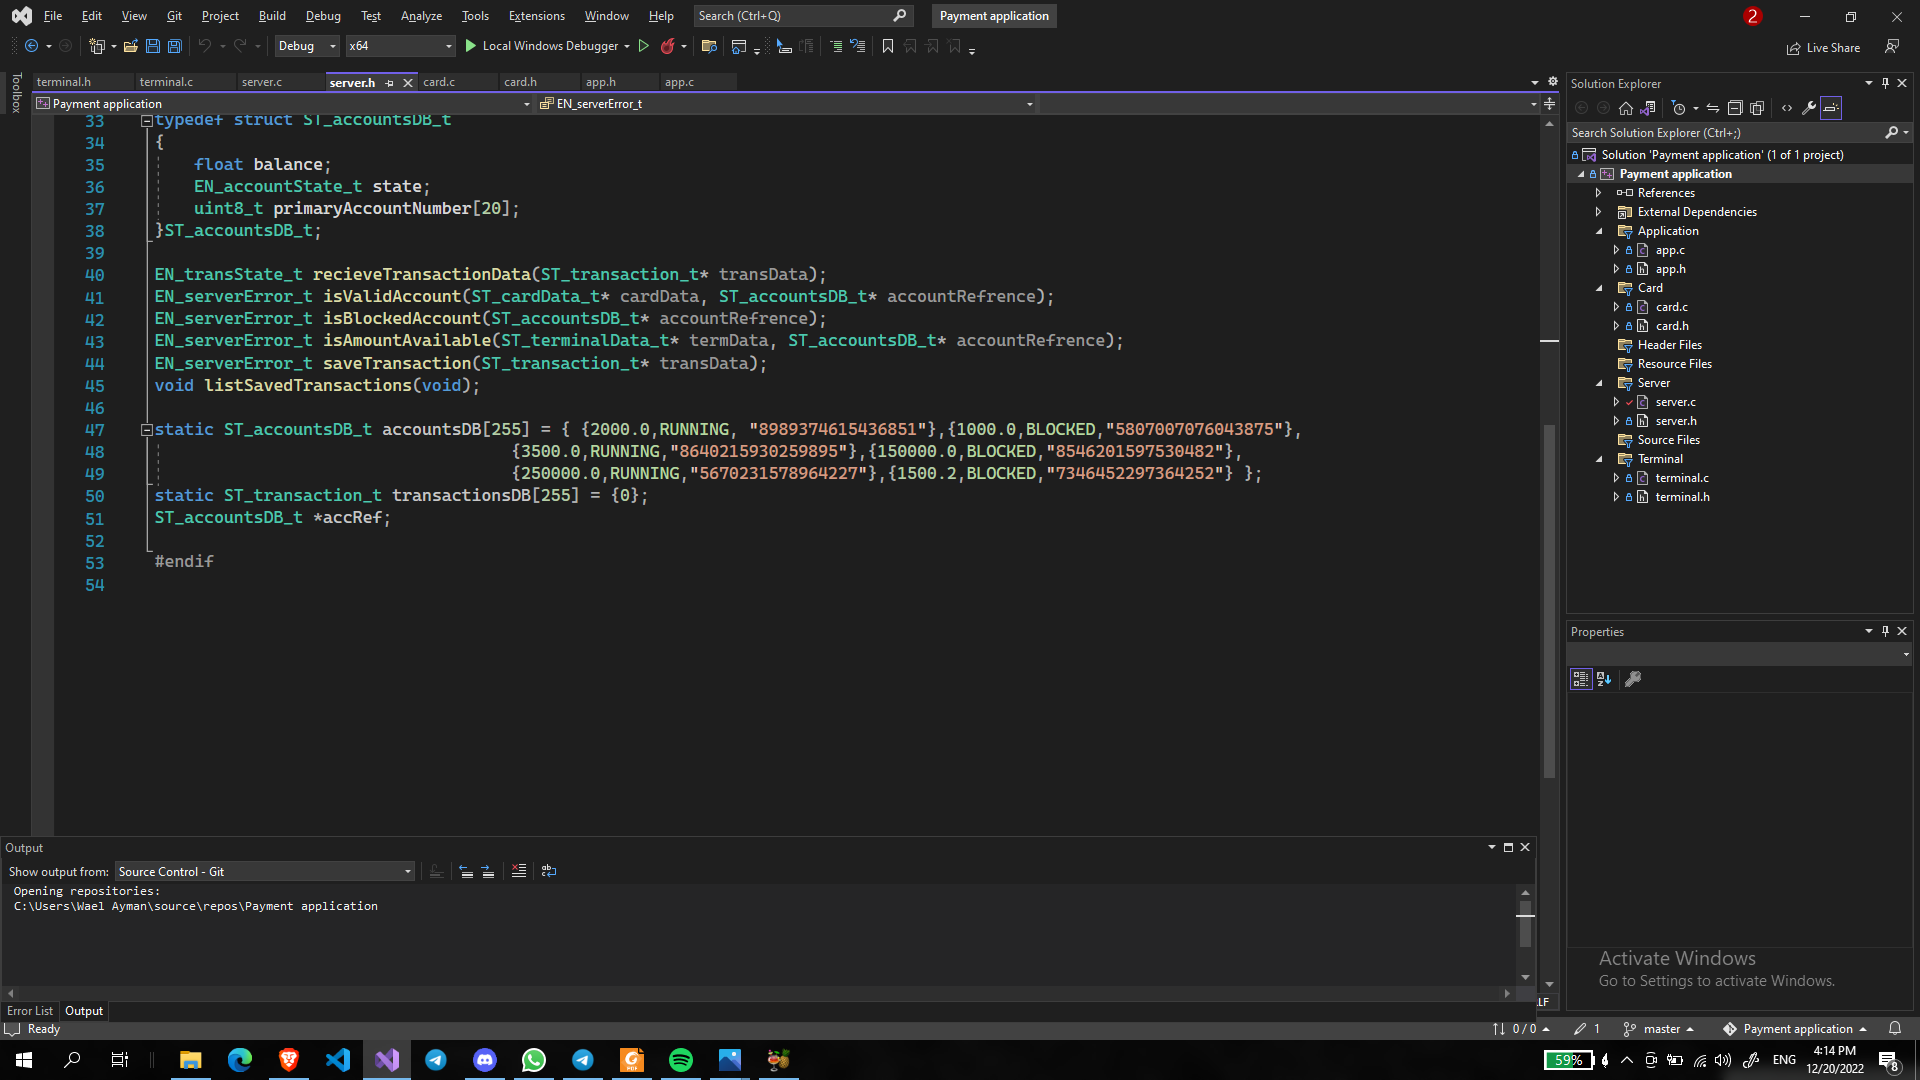 File Edit View Git Project Build Debug Test Analyze Tools Extensions Window Help Search (Ctrl+Q) Payment application 2
Debug x64 Local Windows Debugger Live Share
Toolbox
terminal.h terminal.c server.c server.h card.c card.h app.h app.c
Payment application EN_serverError_t
33 typedef struct ST_accountsDB_t
34 {
35 float balance;
36 EN_accountState_t state;
37 uint8_t primaryAccountNumber[20];
38 }ST_accountsDB_t;
39
40 EN_transState_t recieveTransactionData(ST_transaction_t* transData);
41 EN_serverError_t isValidAccount(ST_cardData_t* cardData, ST_accountsDB_t* accountRefrence);
42 EN_serverError_t isBlockedAccount(ST_accountsDB_t* accountRefrence);
43 EN_serverError_t isAmountAvailable(ST_terminalData_t* termData, ST_accountsDB_t* accountRefrence);
44 EN_serverError_t saveTransaction(ST_transaction_t* transData);
45 void listSavedTransactions(void);
46
47 static ST_accountsDB_t accountsDB[255] = { {2000.0,RUNNING, "8989374615436851"},{1000.0,BLOCKED,"5807007076043875"},
48 {3500.0,RUNNING,"8640215930259895"},{150000.0,BLOCKED,"8546201597530482"},
49 {250000.0,RUNNING,"5670231578964227"},{1500.2,BLOCKED,"7346452297364252"} };
50 static ST_transaction_t transactionsDB[255] = {0};
51 ST_accountsDB_t *accRef;
52
53 #endif
54
Solution Explorer
Search Solution Explorer (Ctrl+;)
Solution 'Payment application' (1 of 1 project)
Payment application
References
External Dependencies
Application
app.c
app.h
Card
card.c
card.h
Header Files
Resource Files
Server
server.c
server.h
Source Files
Terminal
terminal.c
terminal.h
Properties
Output
Show output from: Source Control - Git
Opening repositories:
C:\Users\Wael Ayman\source\repos\Payment application
Activate Windows
Go to Settings to activate Windows.
Error List Output
Ready 0 / 0 1 master Payment application
59% ENG 4:14 PM
12/20/2022 8